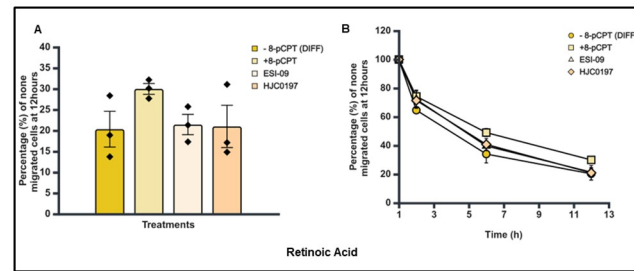 A
Percentage (%) of none
migrated cells at 12hours
40
35
30
25
20
15
10
5
0
Treatments
- 8-pCPT (DIFF)
+8-pCPT
ESI-09
HJC0197
B
Percentage (%) of none
migrated cells at 12hours
100
80
60
40
20
0
1
3
5
7
9
11
13
Time (h)
- 8-pCPT (DIFF)
+8-pCPT
ESI-09
HJC0197
Retinoic Acid